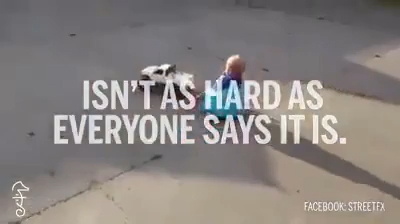 ISN'T AS HARD AS
EVERYONE SAYS IT IS.
FACEBOOK: STREETFX